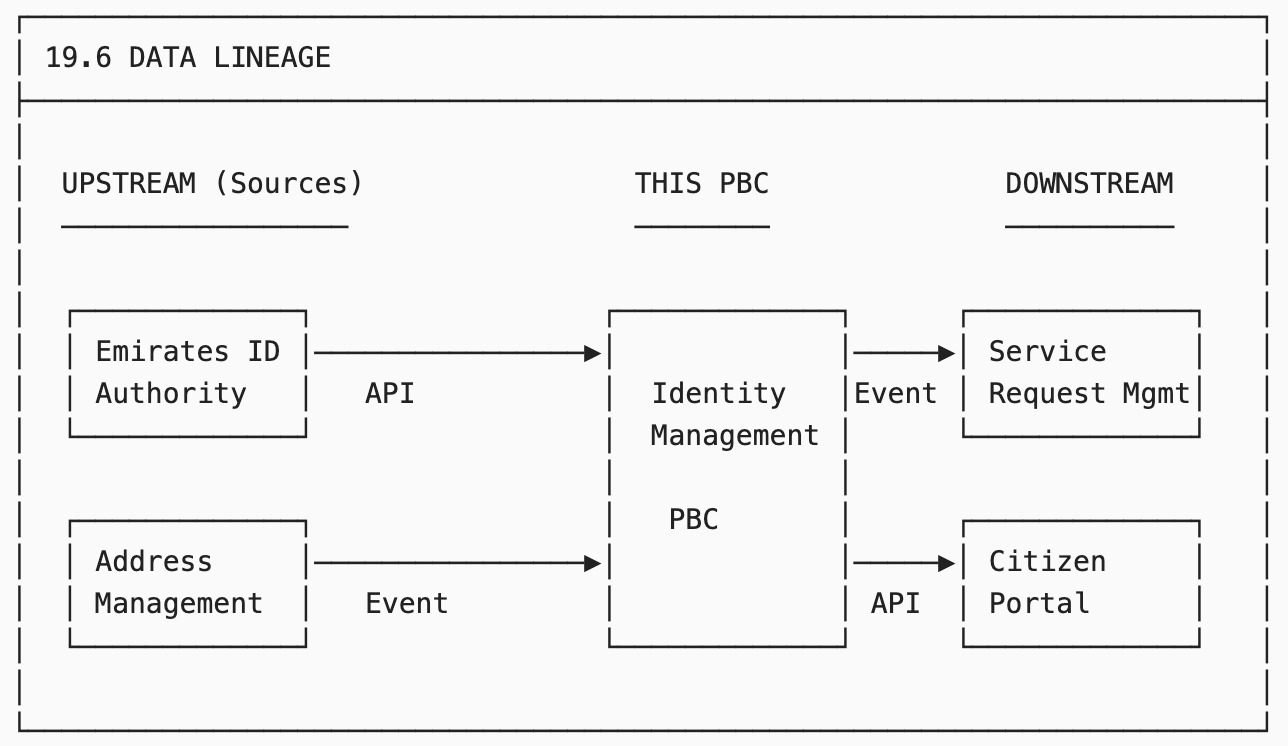 19.6 DATA LINEAGE
UPSTREAM (Sources)
THIS PBC
DOWNSTREAM
Emirates ID
Authority
API
Address
Management
Event
Identity
Management
PBC
Event
API
Service
Request Mgmt
Citizen
Portal